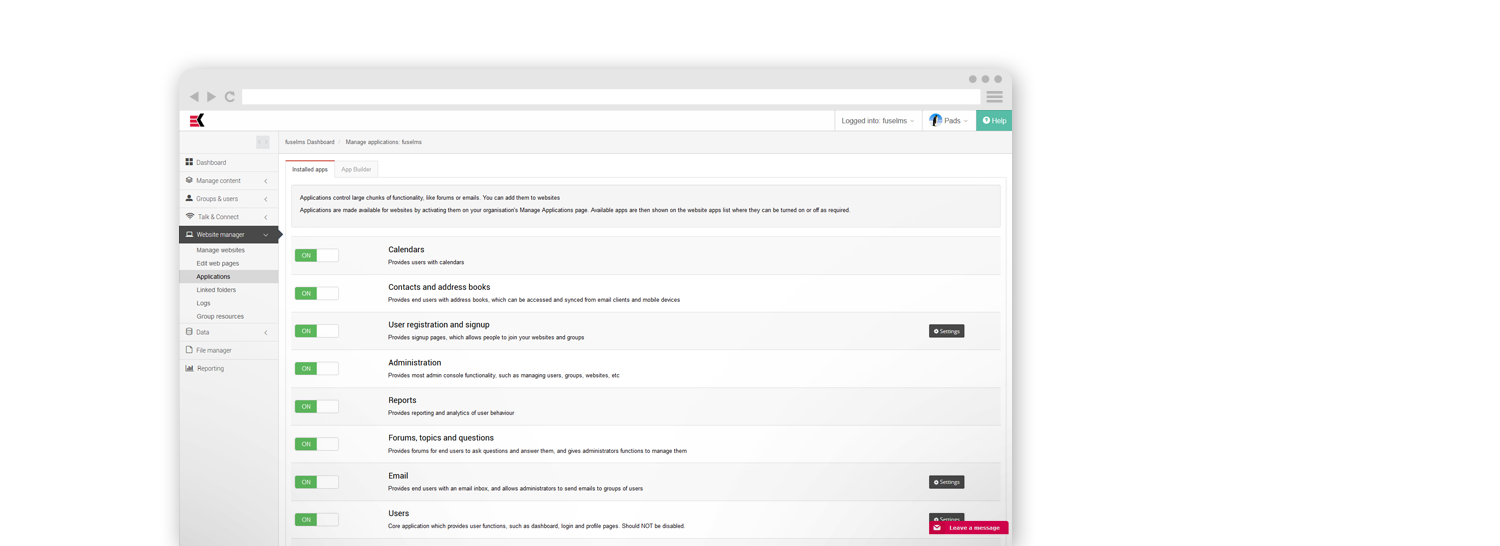 Logged into: fuselms
Pads
Help
fuselms Dashboard / Manage applications: fuselms
Dashboard
Manage content
Groups & users
Talk & Connect
Website manager
Manage websites
Edit web pages
Applications
Linked folders
Logs
Group resources
Data
File manager
Reporting
Installed apps
App Builder
Applications control large chunks of functionality, like forums or emails. You can add them to websites
Applications are made available for websites by activating them on your organisation's Manage Applications page. Available apps are then shown on the website apps list where they can be turned on or off as required.
ON
Calendars
Provides users with calendars
ON
Contacts and address books
Provides end users with address books, which can be accessed and synced from email clients and mobile devices
ON
User registration and signup
Provides signup pages, which allows people to join your websites and groups
Settings
ON
Administration
Provides most admin console functionality, such as managing users, groups, websites, etc
ON
Reports
Provides reporting and analytics of user behaviour
ON
Forums, topics and questions
Provides forums for end users to ask questions and answer them, and gives administrators functions to manage them
ON
Email
Provides end users with an email inbox, and allows administrators to send emails to groups of users
Settings
ON
Users
Core application which provides user functions, such as dashboard, login and profile pages. Should NOT be disabled.
Settings
Leave a message